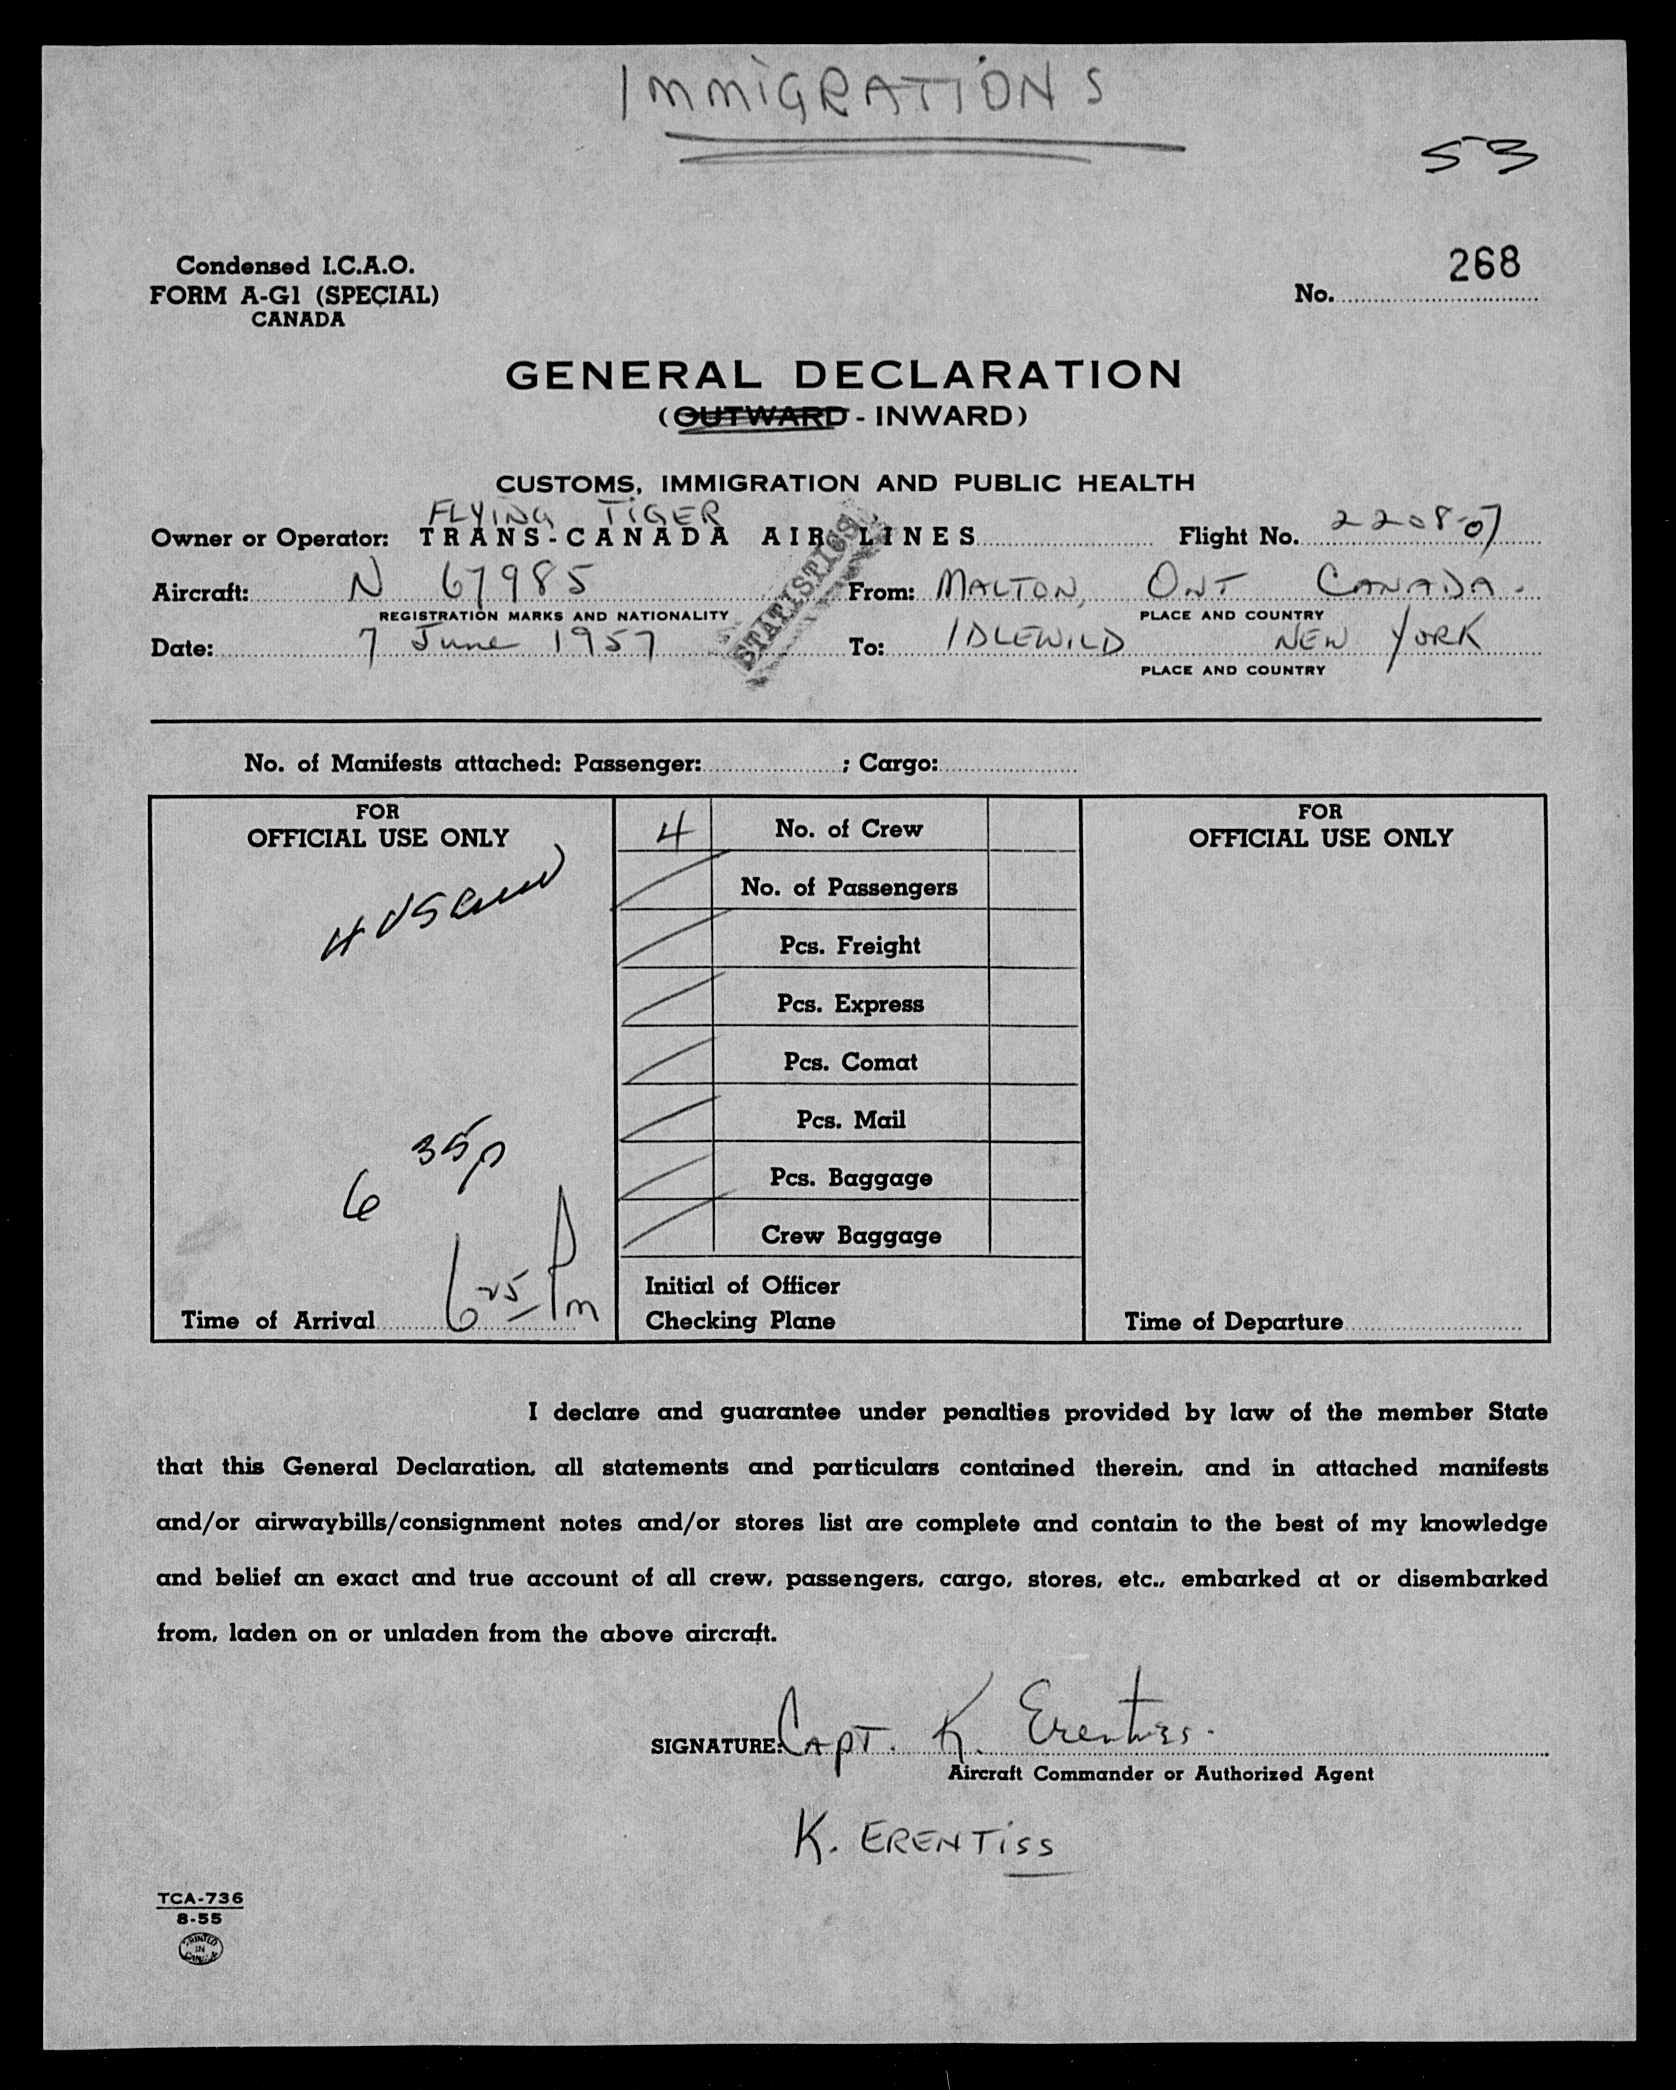 IMMIGRATIONS
53
Condensed I.C.A.O.
FORM A-G1 (SPECIAL)
CANADA
No. 268
GENERAL DECLARATION
(OUTWARD - INWARD)
CUSTOMS, IMMIGRATION AND PUBLIC HEALTH
FLYING TIGER
Owner or Operator: TRANS-CANADA AIR LINES Flight No. 2208-07
STATISTICS
Aircraft: N 67985 From: MALTON, ONT CANADA.
REGISTRATION MARKS AND NATIONALITY PLACE AND COUNTRY
Date: 7 June 1957 To: IDLEWILD NEW YORK
PLACE AND COUNTRY
No. of Manifests attached: Passenger: ; Cargo:
FOR
OFFICIAL USE ONLY
4 US Crew
6 35p
Time of Arrival 6 25 Pm
4 No. of Crew
No. of Passengers
Pcs. Freight
Pcs. Express
Pcs. Comat
Pcs. Mail
Pcs. Baggage
Crew Baggage
Initial of Officer
Checking Plane
FOR
OFFICIAL USE ONLY
Time of Departure
I declare and guarantee under penalties provided by law of the member State
that this General Declaration, all statements and particulars contained therein, and in attached manifests
and/or airwaybills/consignment notes and/or stores list are complete and contain to the best of my knowledge
and belief an exact and true account of all crew, passengers, cargo, stores, etc., embarked at or disembarked
from, laden on or unladen from the above aircraft.
SIGNATURE: CAPT. K. Erentiss.
Aircraft Commander or Authorized Agent
K. ERENTISS
TCA-736
8-55
PRINTED
IN
CANADA